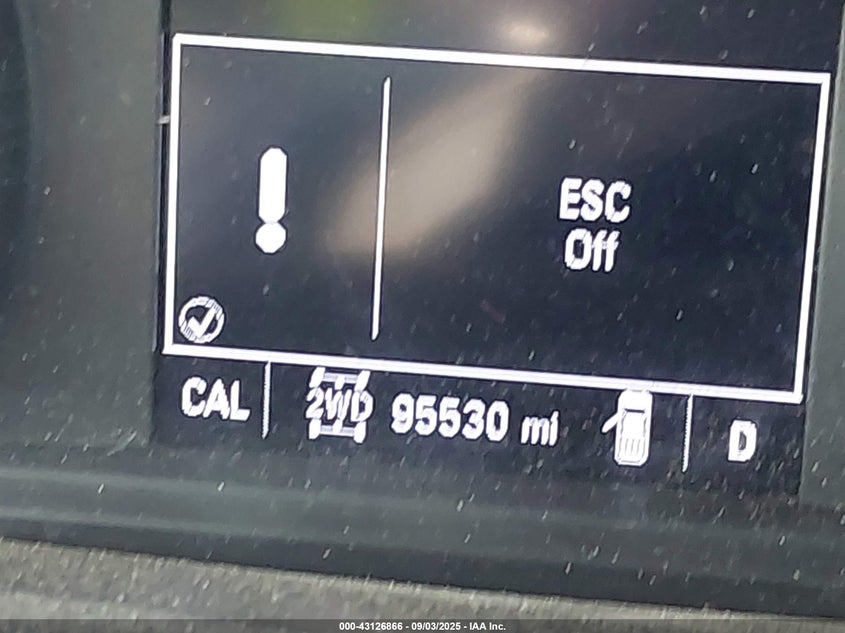 ESC
Off
CAL 2WD 95530 mi D
000-43126866 - 09/03/2025 - IAA Inc.